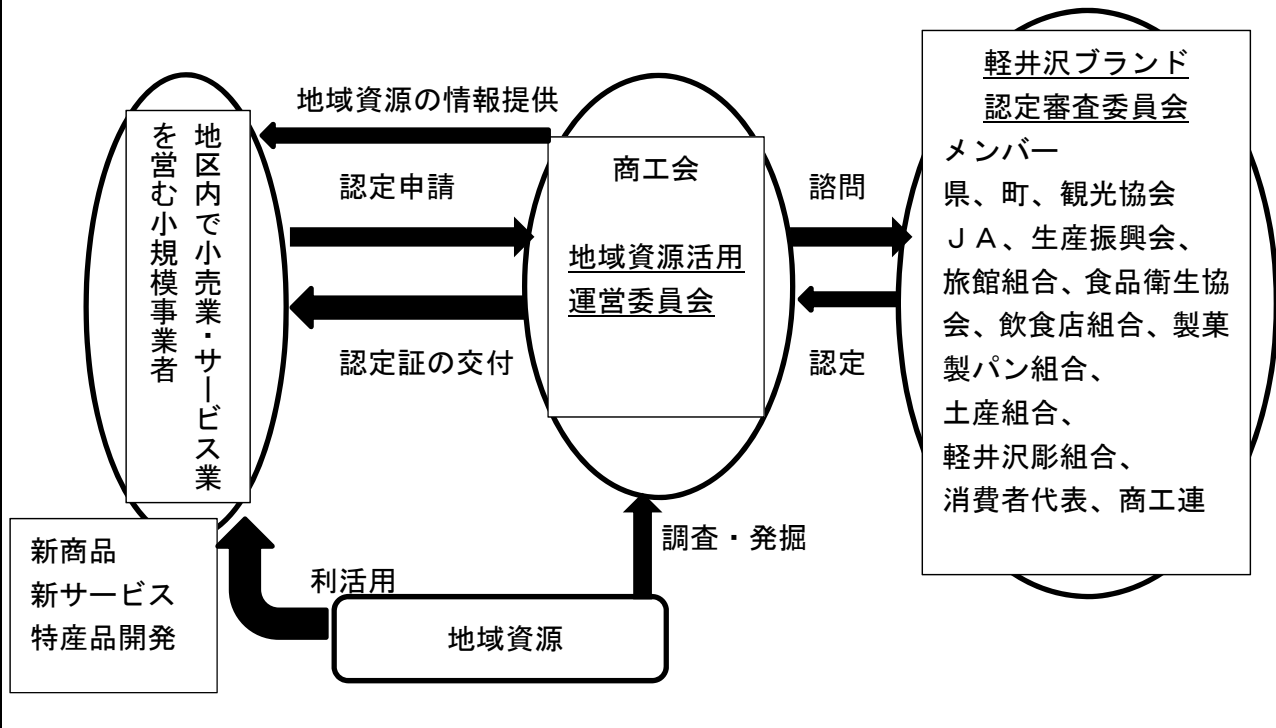 地区内で小売業・サービス業
を営む小規模事業者
新商品
新サービス
特産品開発
地域資源の情報提供
認定申請
認定証の交付
利活用
商工会
地域資源活用
運営委員会
調査・発掘
地域資源
諮問
認定
軽井沢ブランド
認定審査委員会
メンバー
県、町、観光協会
ＪＡ、生産振興会、
旅館組合、食品衛生協
会、飲食店組合、製菓
製パン組合、
土産組合、
軽井沢彫組合、
消費者代表、商工連